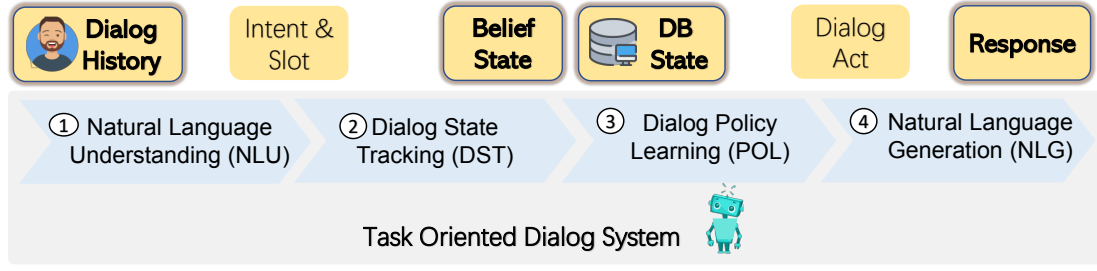 Dialog
History
Intent &
Slot
Belief
State
DB
State
Dialog
Act
Response
1 Natural Language
Understanding (NLU)
2 Dialog State
Tracking (DST)
3 Dialog Policy
Learning (POL)
4 Natural Language
Generation (NLG)
Task Oriented Dialog System